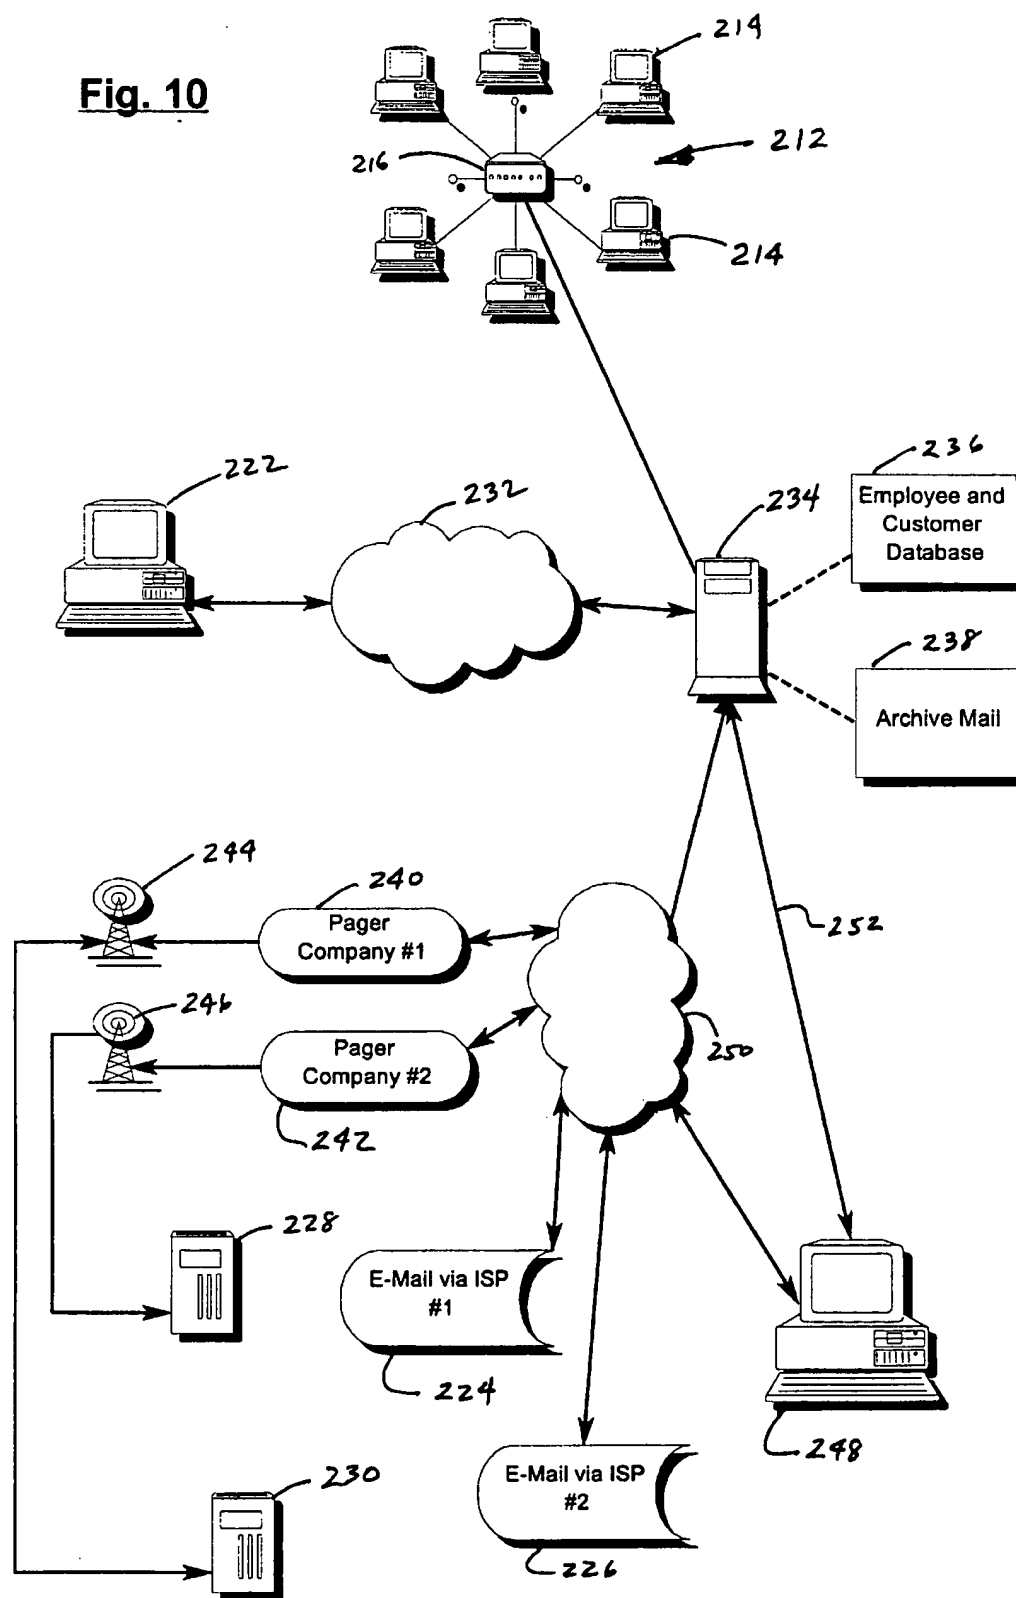 214
Fig. 10
212
216
214
222
232
234
236
Employee and
Customer
Database
238
Archive Mail
244
240
Pager
Company #1
252
246
250
Pager
Company #2
242
228
E-Mail via ISP
#1
224
248
230
E-Mail via ISP
#2
226